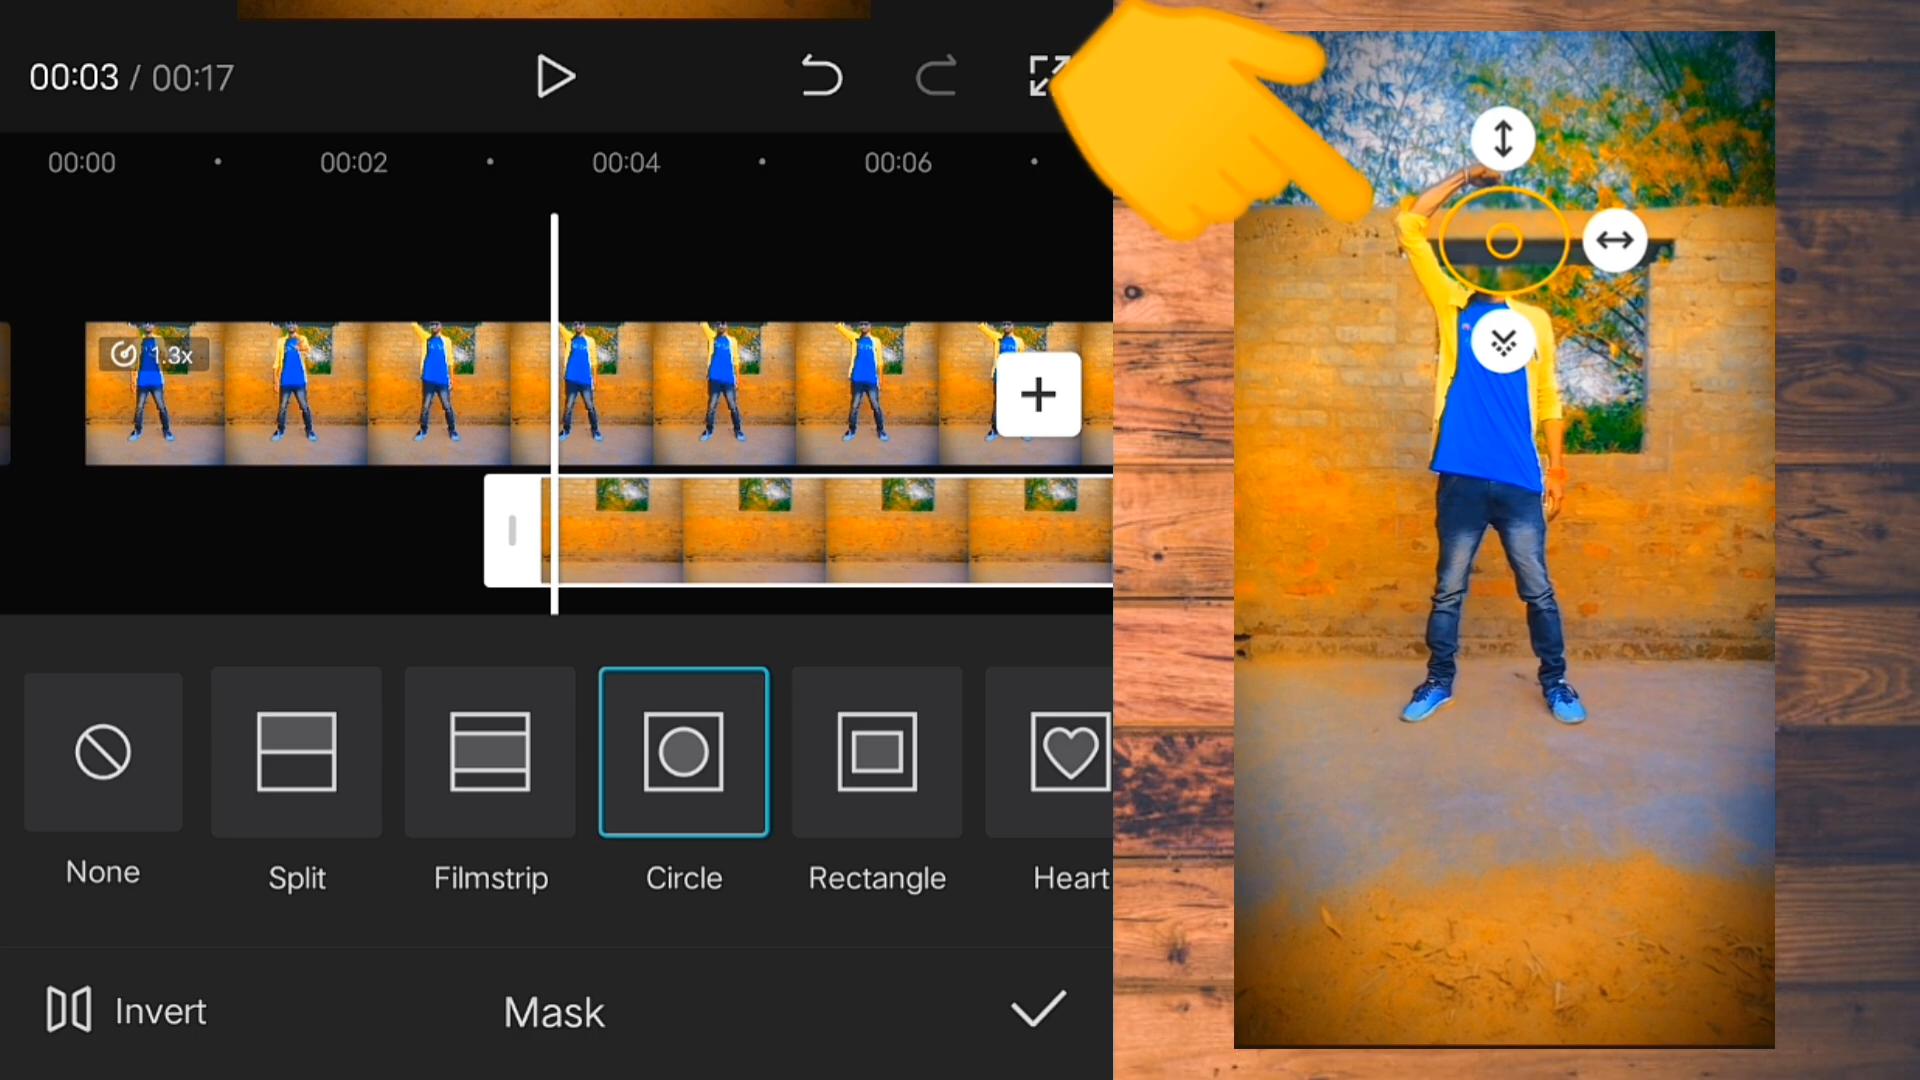 00:03 / 00:17
00:00 00:02 00:04 00:06
1.3x
None Split Filmstrip Circle Rectangle Heart
Invert Mask